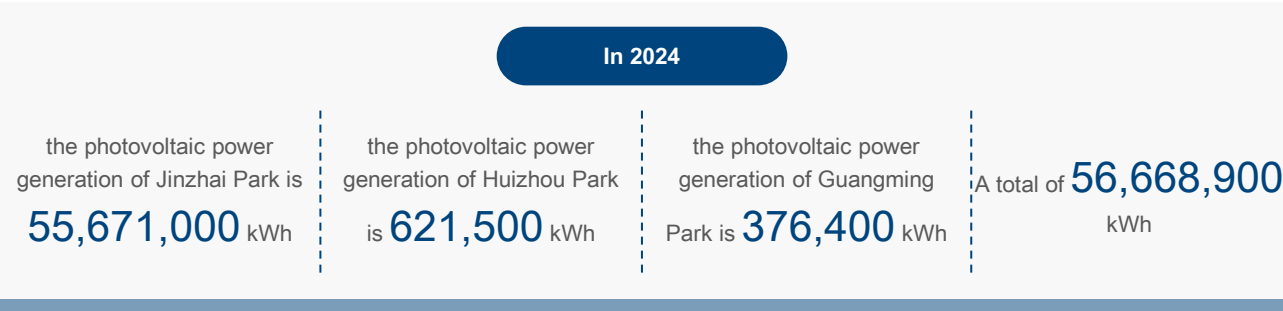 In 2024
the photovoltaic power
generation of Jinzhai Park is
55,671,000 kWh
the photovoltaic power
generation of Huizhou Park
is 621,500 kWh
the photovoltaic power
generation of Guangming
Park is 376,400 kWh
A total of 56,668,900
kWh